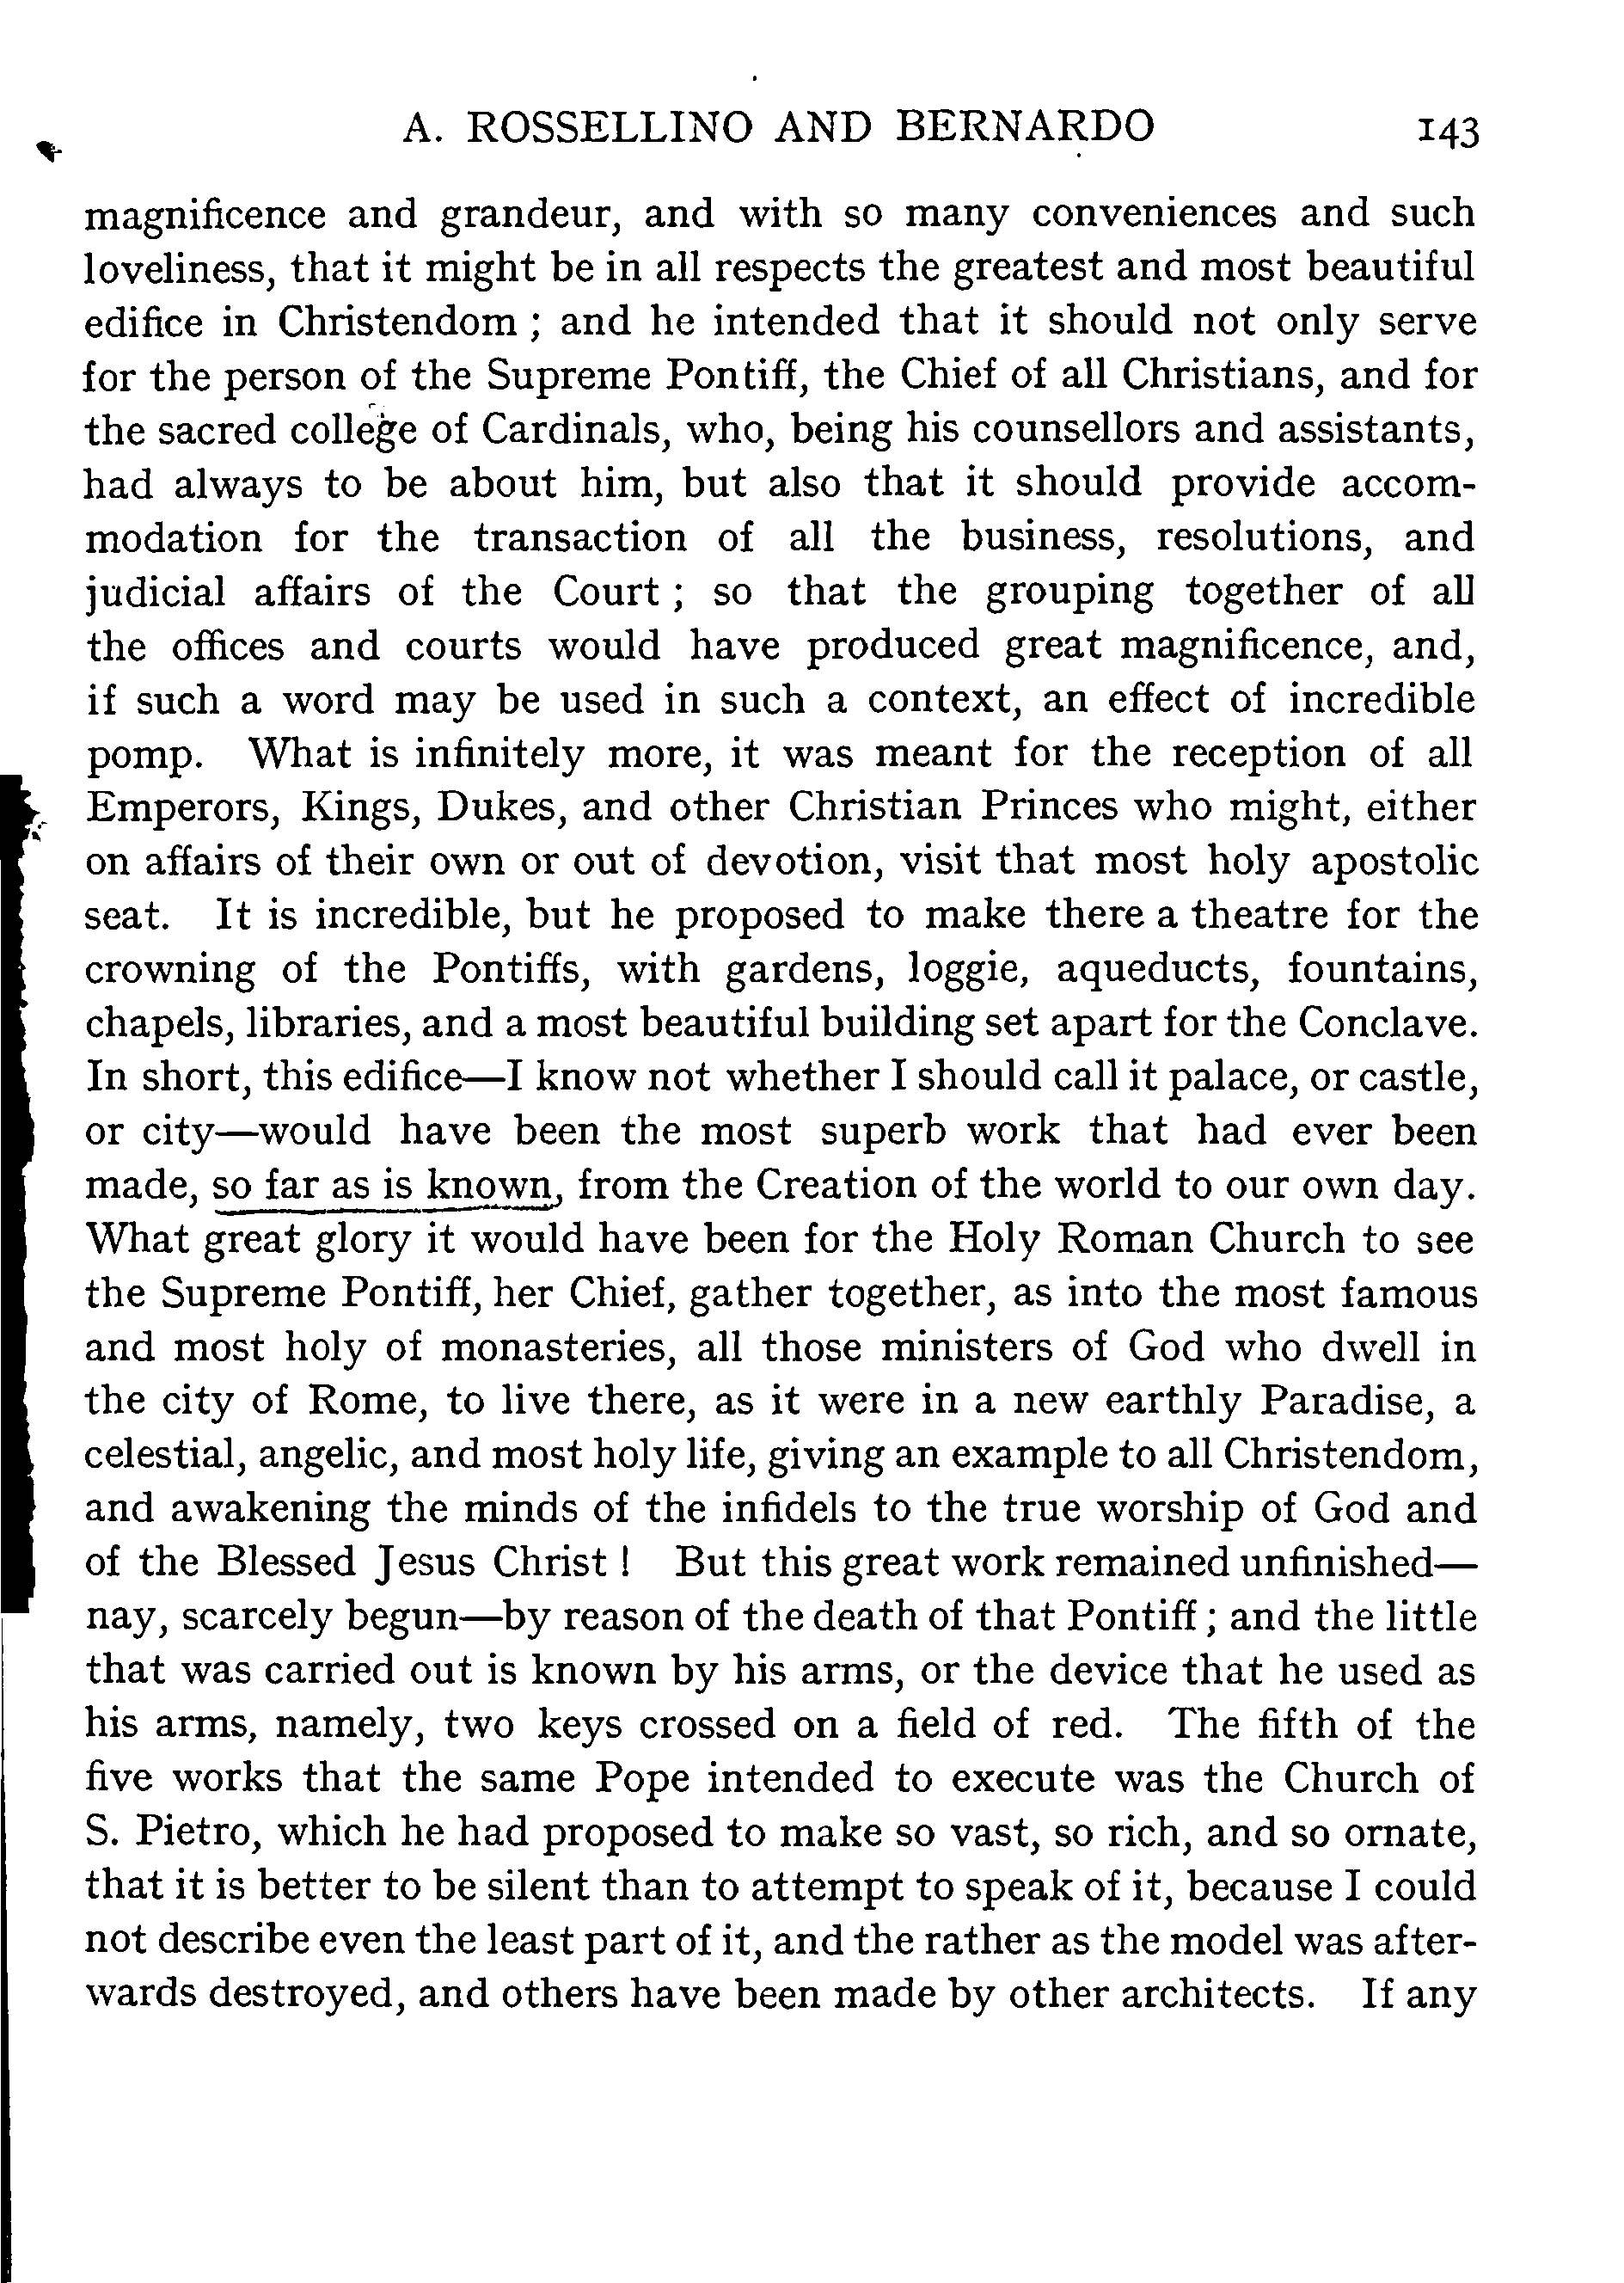 A. ROSSELLINO AND BERNARDO 143
magnificence and grandeur, and with so many conveniences and such
loveliness, that it might be in all respects the greatest and most beautiful
edifice in Christendom ; and he intended that it should not only serve
for the person of the Supreme Pontiff, the Chief of all Christians, and for
the sacred college of Cardinals, who, being his counsellors and assistants,
had always to be about him, but also that it should provide accom-
modation for the transaction of all the business, resolutions, and
judicial affairs of the Court ; so that the grouping together of all
the offices and courts would have produced great magnificence, and,
if such a word may be used in such a context, an effect of incredible
pomp. What is infinitely more, it was meant for the reception of all
Emperors, Kings, Dukes, and other Christian Princes who might, either
on affairs of their own or out of devotion, visit that most holy apostolic
seat. It is incredible, but he proposed to make there a theatre for the
crowning of the Pontiffs, with gardens, loggie, aqueducts, fountains,
chapels, libraries, and a most beautiful building set apart for the Conclave.
In short, this edifice—I know not whether I should call it palace, or castle,
or city—would have been the most superb work that had ever been
made, so far as is known, from the Creation of the world to our own day.
What great glory it would have been for the Holy Roman Church to see
the Supreme Pontiff, her Chief, gather together, as into the most famous
and most holy of monasteries, all those ministers of God who dwell in
the city of Rome, to live there, as it were in a new earthly Paradise, a
celestial, angelic, and most holy life, giving an example to all Christendom,
and awakening the minds of the infidels to the true worship of God and
of the Blessed Jesus Christ ! But this great work remained unfinished—
nay, scarcely begun—by reason of the death of that Pontiff ; and the little
that was carried out is known by his arms, or the device that he used as
his arms, namely, two keys crossed on a field of red. The fifth of the
five works that the same Pope intended to execute was the Church of
S. Pietro, which he had proposed to make so vast, so rich, and so ornate,
that it is better to be silent than to attempt to speak of it, because I could
not describe even the least part of it, and the rather as the model was after-
wards destroyed, and others have been made by other architects. If any